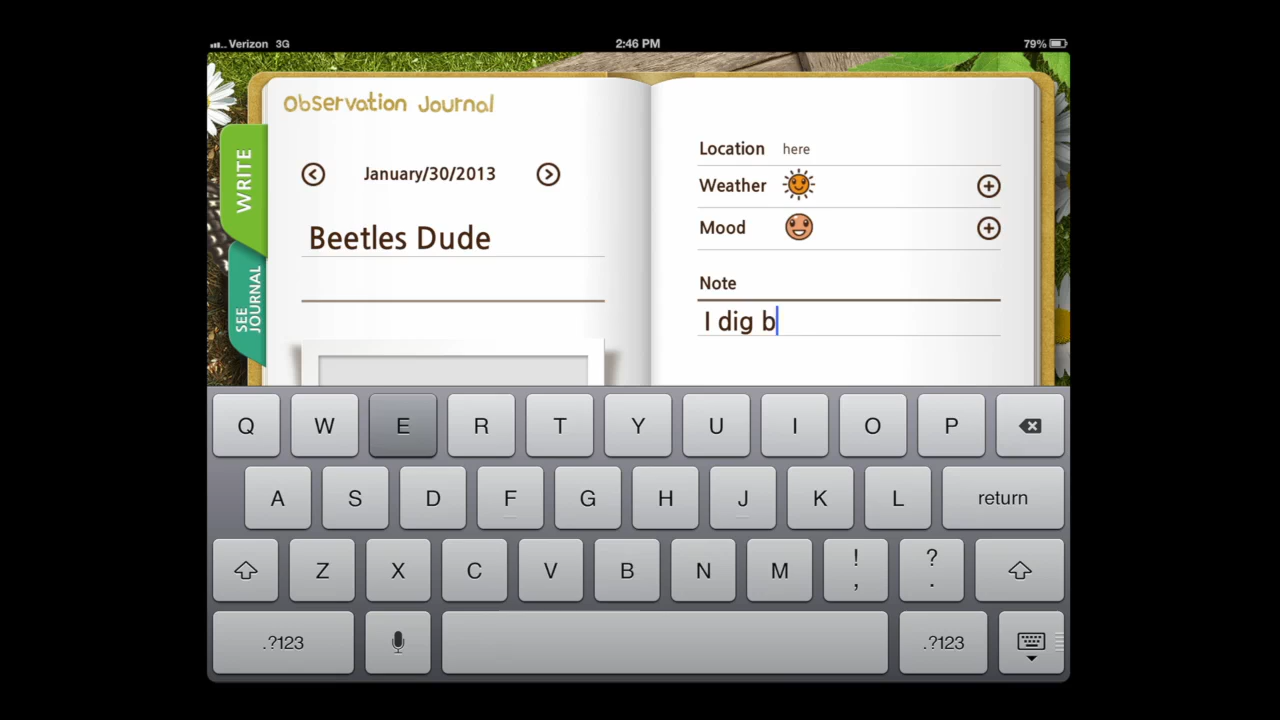 Verizon 3G 2:46 PM 79%
Observation Journal
WRITE
SEE JOURNAL
January/30/2013
Beetles Dude
Location here
Weather
Mood
Note
I dig b
Q W E R T Y U I O P
A S D F G H J K L return
Z X C V B N M ! , ? .
.?123 .?123